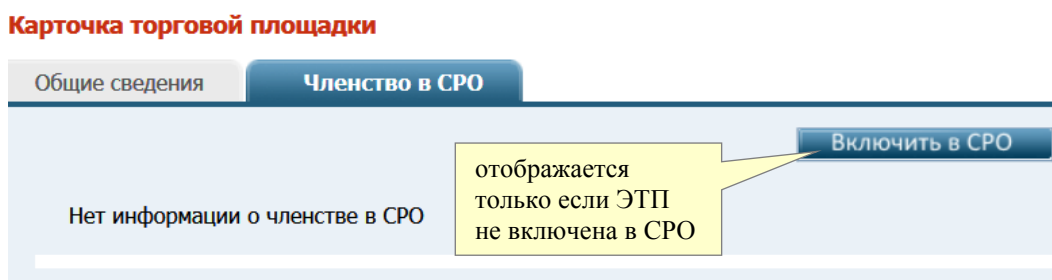 Карточка торговой площадки
Общие сведения
Членство в СРО
Включить в СРО
отображается
только если ЭТП
не включена в СРО
Нет информации о членстве в СРО